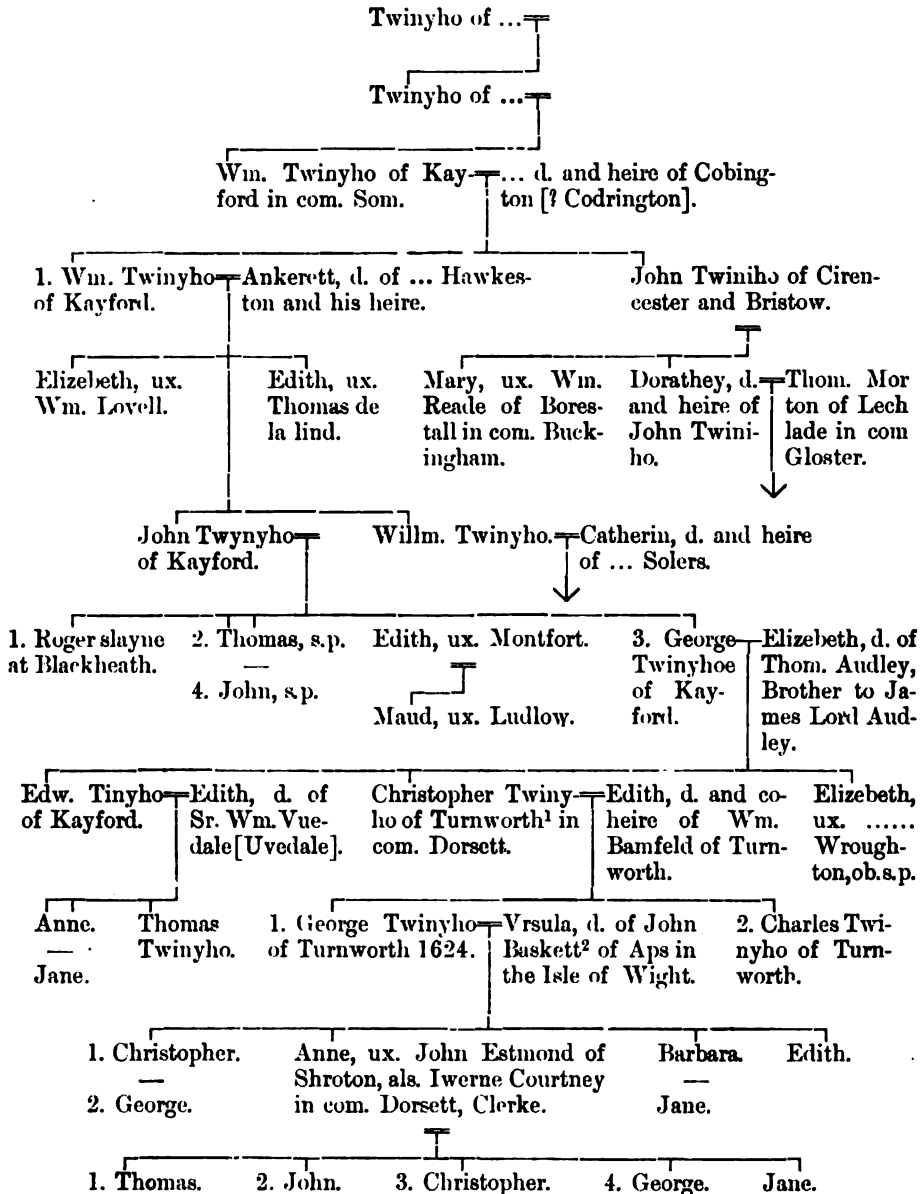 Twinyho of ...
Twinyho of ...
Wm. Twinyho of Kay-
ford in com. Som.
... d. and heire of Cobing-
ton [? Codrington].
1. Wm. Twinyho
of Kayford.
Ankerett, d. of ... Hawkes-
ton and his heire.
John Twiniho of Ciren-
cester and Bristow.
Elizebeth, ux.
Wm. Lovell.
Edith, ux.
Thomas de
la lind.
Mary, ux. Wm.
Reade of Bores-
tall in com. Buck-
ingham.
Dorathey, d.
and heire of
John Twini-
ho.
Thom. Mor
ton of Lech
lade in com
Gloster.
John Twynyho
of Kayford.
Willm. Twinyho.
Catherin, d. and heire
of ... Solers.
1. Roger slayne
at Blackheath.
2. Thomas, s.p.
—
4. John, s.p.
Edith, ux. Montfort.
Maud, ux. Ludlow.
3. George
Twinyhoe
of Kay-
ford.
Elizebeth, d. of
Thom. Audley,
Brother to Ja-
mes Lord Aud-
ley.
Edw. Tinyho
of Kayford.
Edith, d. of
Sr. Wm. Vue-
dale [Uvedale].
Christopher Twiny-
ho of Turnworth¹ in
com. Dorsett.
Edith, d. and co-
heire of Wm.
Bamfeld of Turn-
worth.
Elizebeth,
ux. ......
Wrough-
ton, ob. s.p.
Anne.
—
Jane.
Thomas
Twinyho.
1. George Twinyho
of Turnworth 1624.
Vrsula, d. of John
Baskett² of Aps in
the Isle of Wight.
2. Charles Twi-
nyho of Turn-
worth.
1. Christopher.
—
2. George.
Anne, ux. John Estmond of
Shroton, als. Iwerne Courtney
in com. Dorsett, Clerke.
Barbara.
—
Jane.
Edith.
1. Thomas.
2. John.
3. Christopher.
4. George.
Jane.